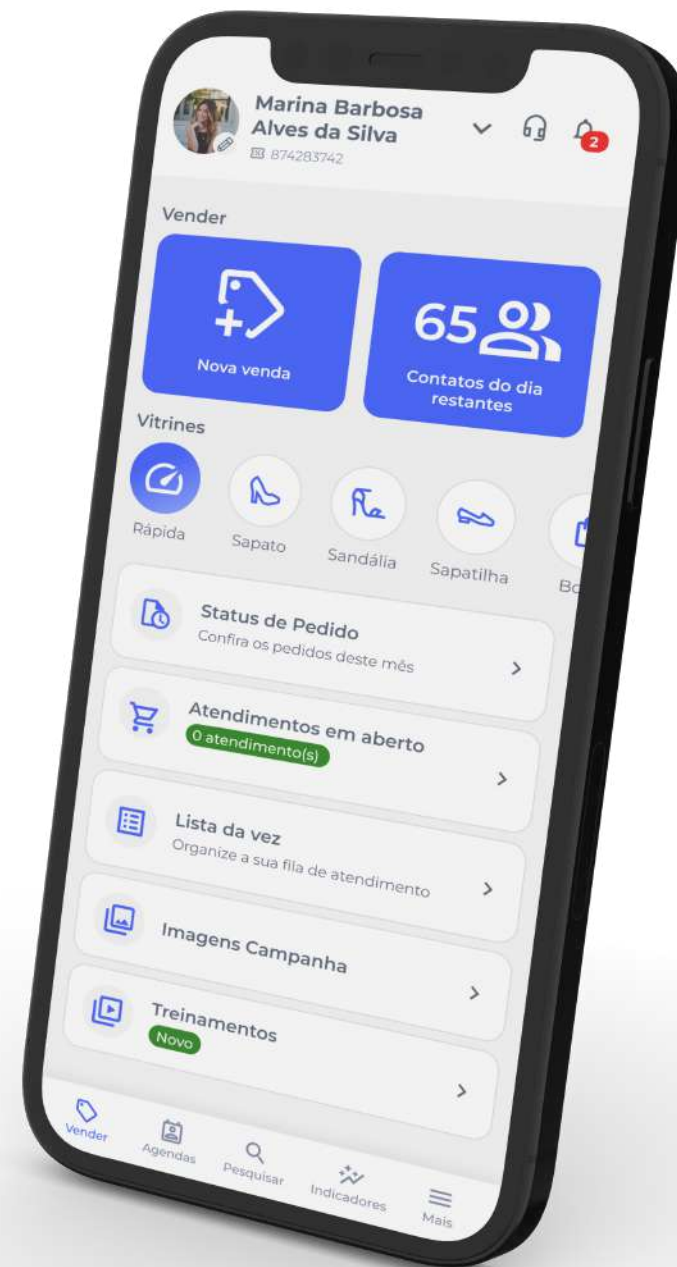 Marina Barbosa
Alves da Silva
874283742
2
Vender
Nova venda
65
Contatos do dia
restantes
Vitrines
Rápida
Sapato
Sandália
Sapatilha
Status de Pedido
Confira os pedidos deste mês
Atendimentos em aberto
0 atendimento(s)
Lista da vez
Organize a sua fila de atendimento
Imagens Campanha
Treinamentos
Novo
Vender
Agendas
Pesquisar
Indicadores
Mais